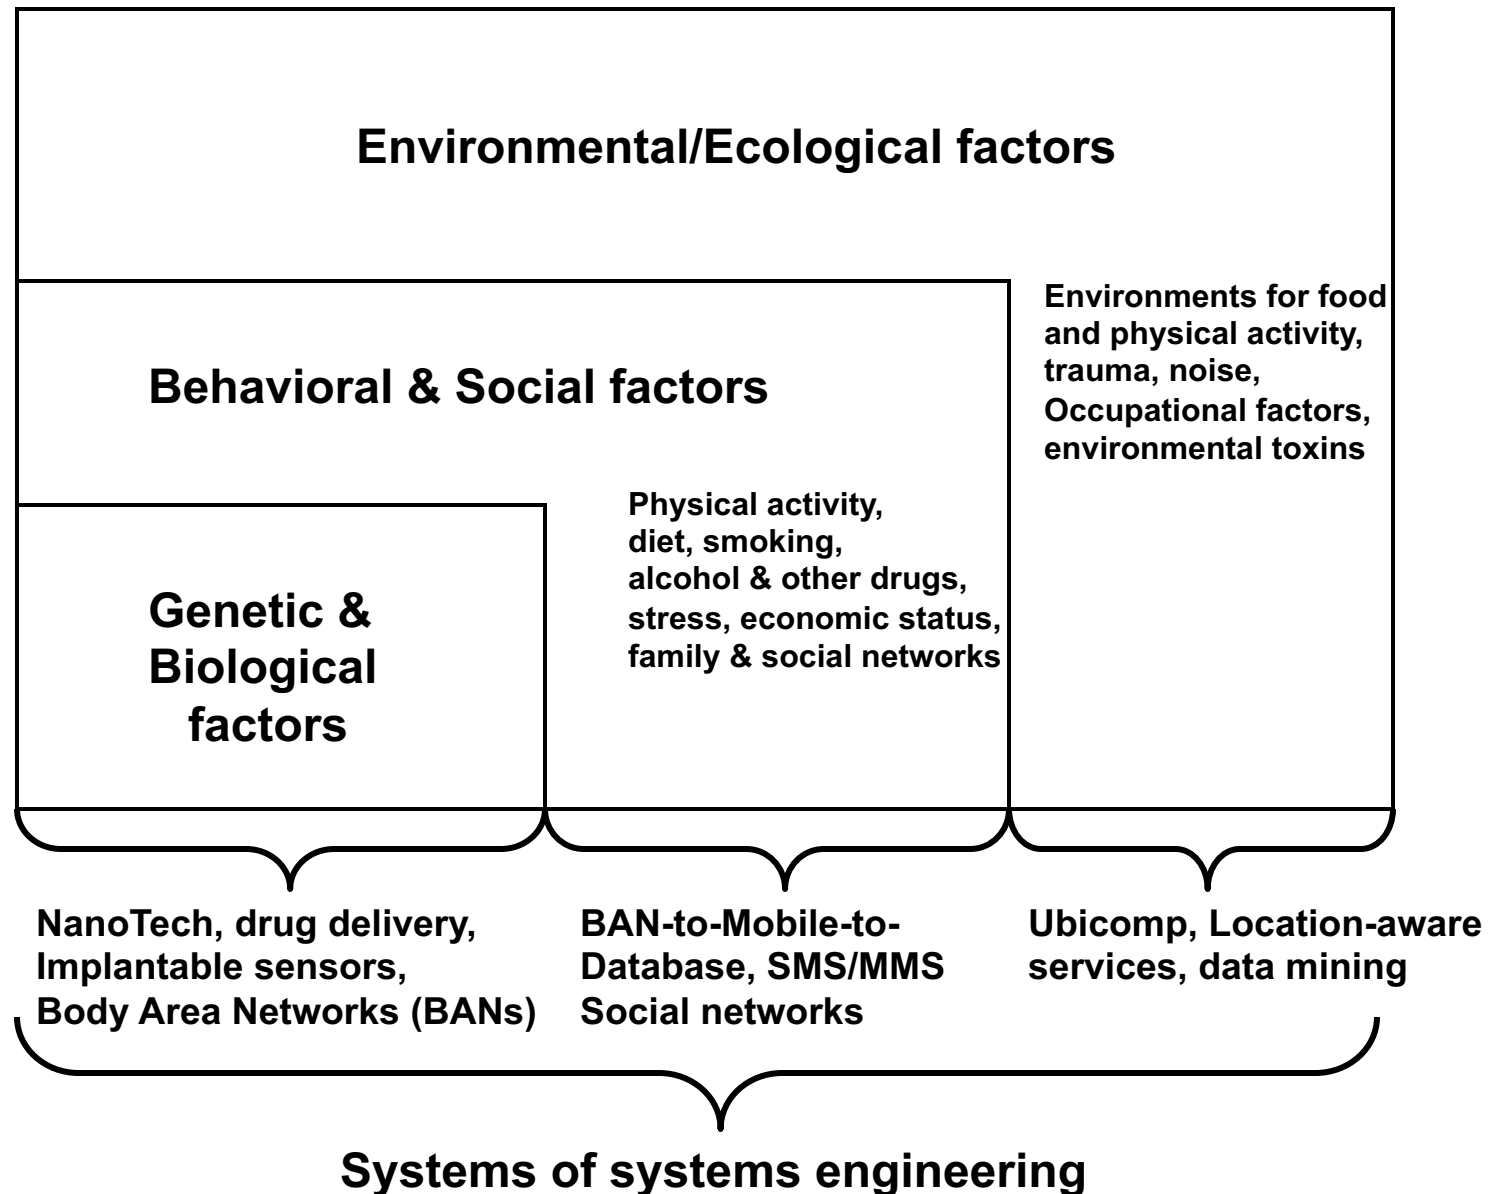 Environmental/Ecological factors
Environments for food
and physical activity,
trauma, noise,
Occupational factors,
environmental toxins
Behavioral & Social factors
Physical activity,
diet, smoking,
alcohol & other drugs,
stress, economic status,
family & social networks
Genetic &
Biological
factors
NanoTech, drug delivery,
Implantable sensors,
Body Area Networks (BANs)
BAN-to-Mobile-to-
Database, SMS/MMS
Social networks
Ubicomp, Location-aware
services, data mining
Systems of systems engineering